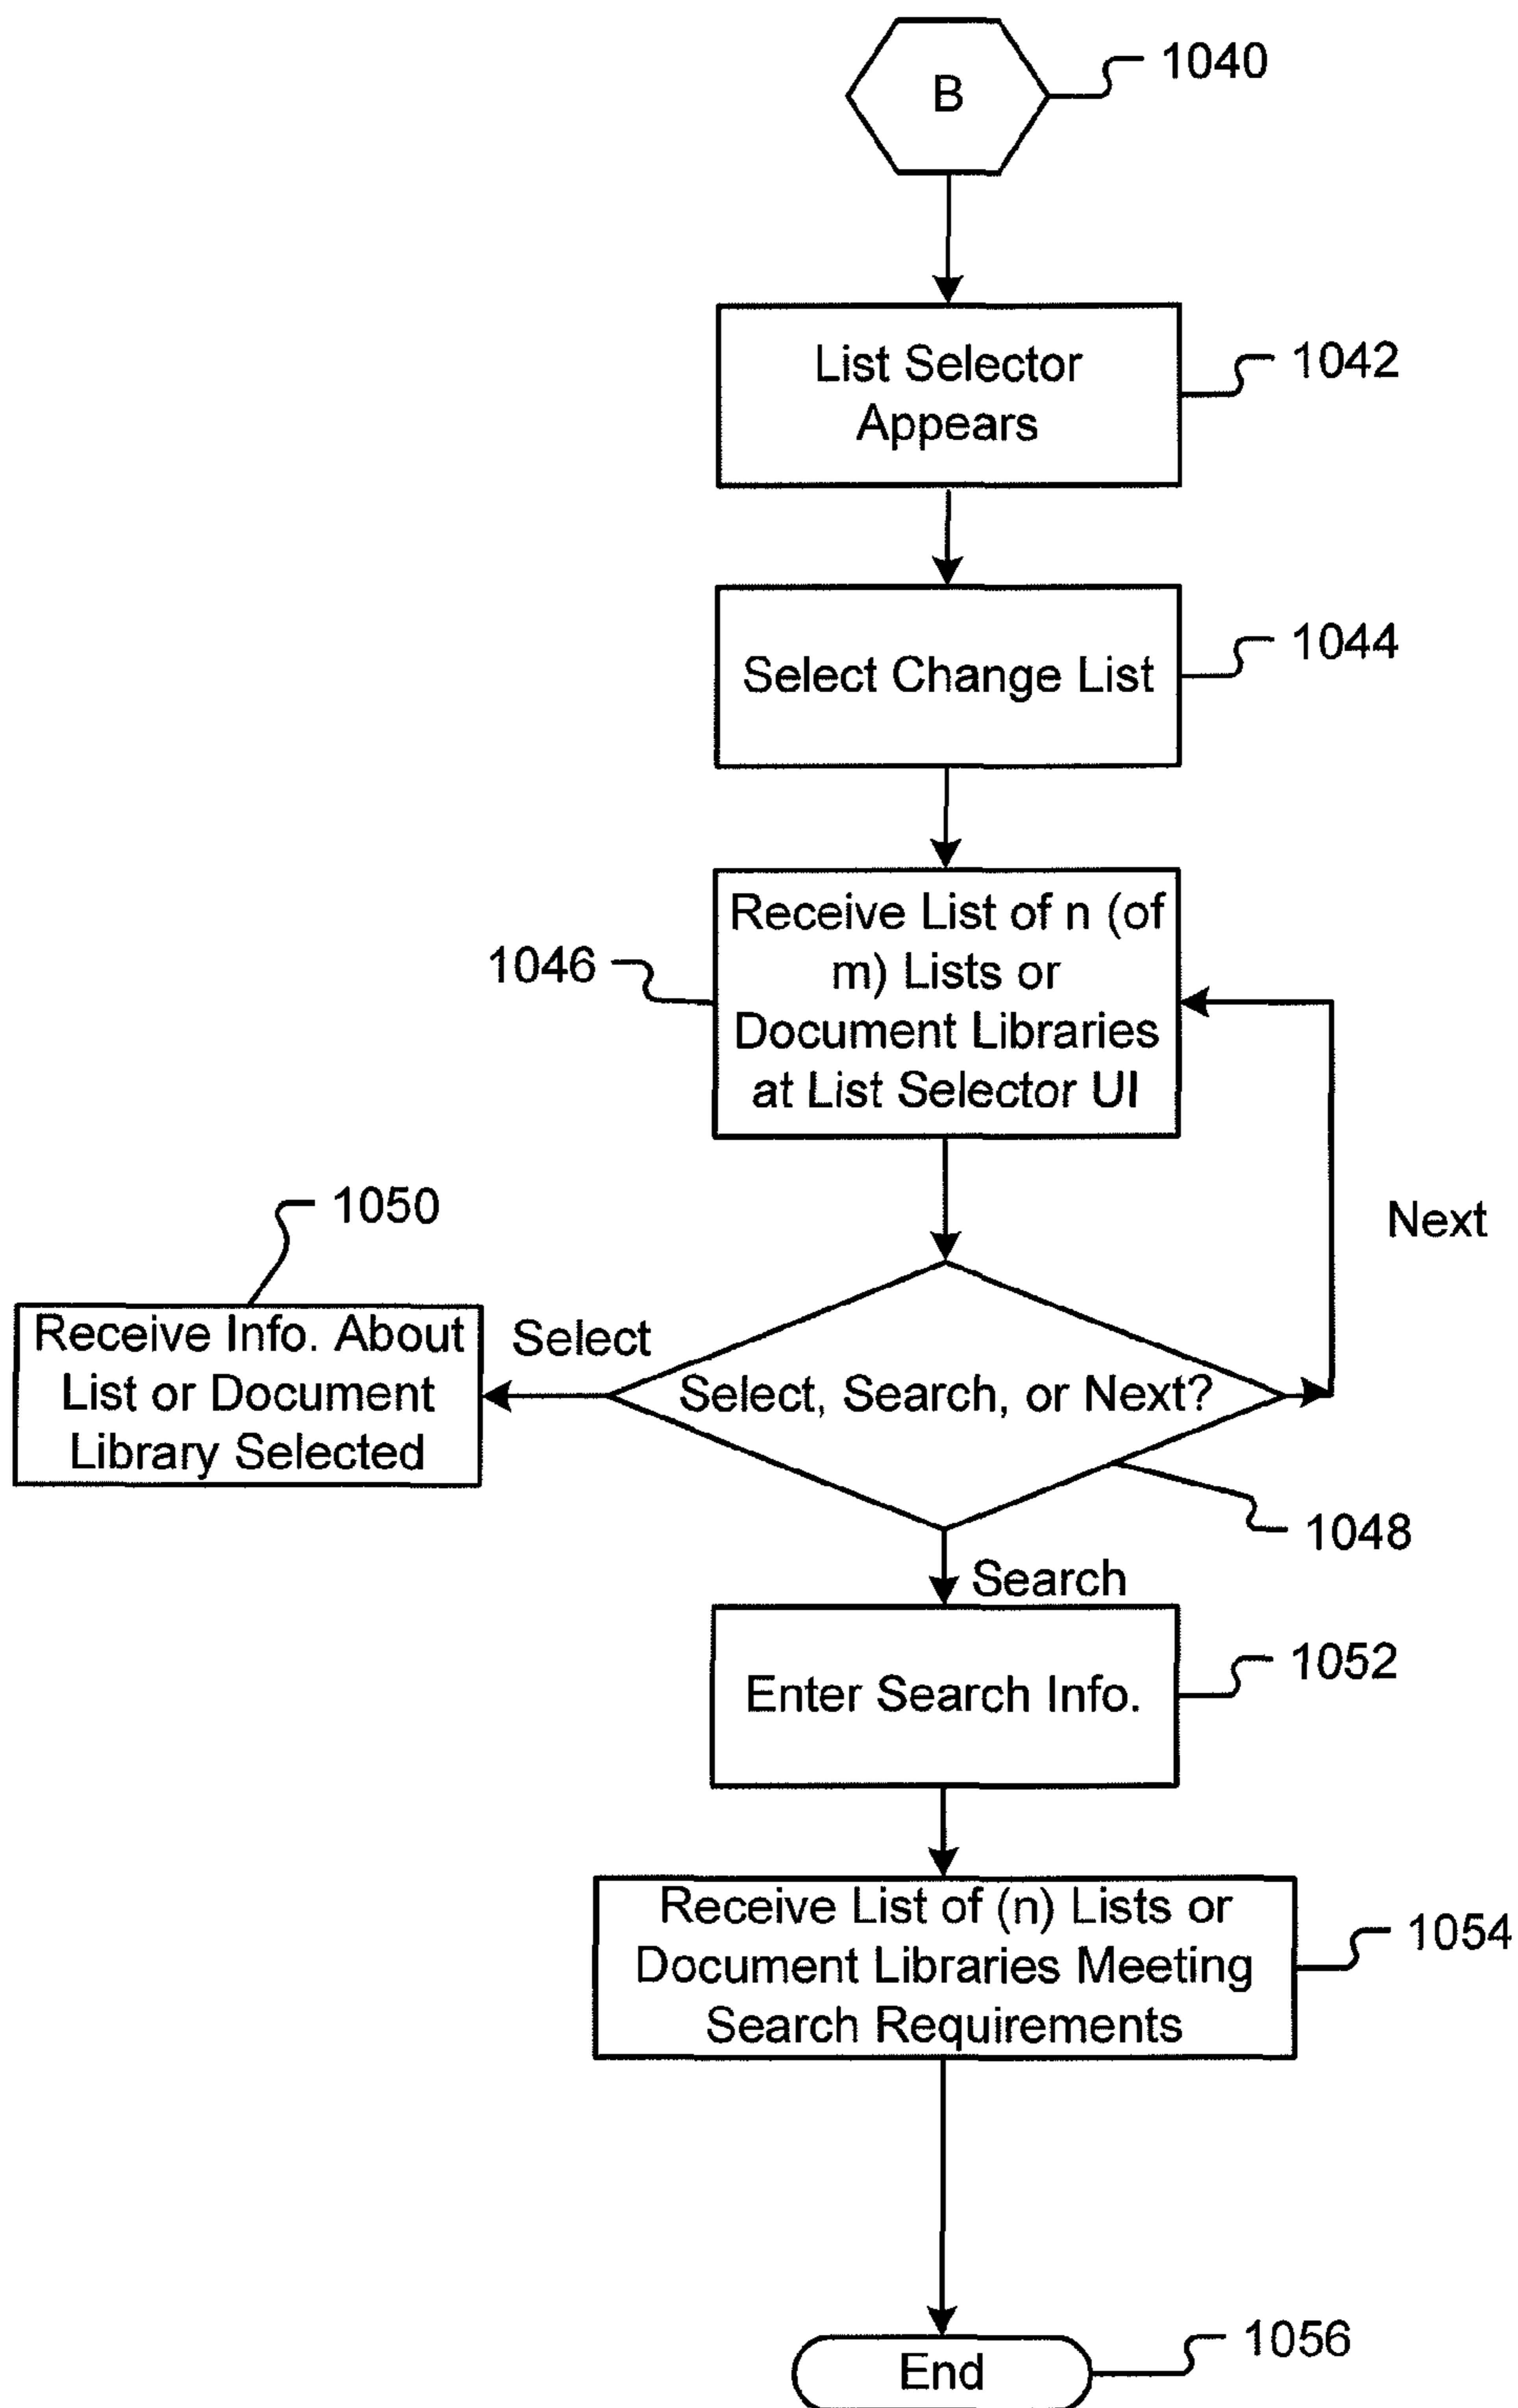 B
1040
List Selector
Appears
1042
Select Change List
1044
Receive List of n (of
m) Lists or
Document Libraries
at List Selector UI
1046
Next
1050
Receive Info. About
List or Document
Library Selected
Select
Select, Search, or Next?
1048
Search
Enter Search Info.
1052
Receive List of (n) Lists or
Document Libraries Meeting
Search Requirements
1054
End
1056